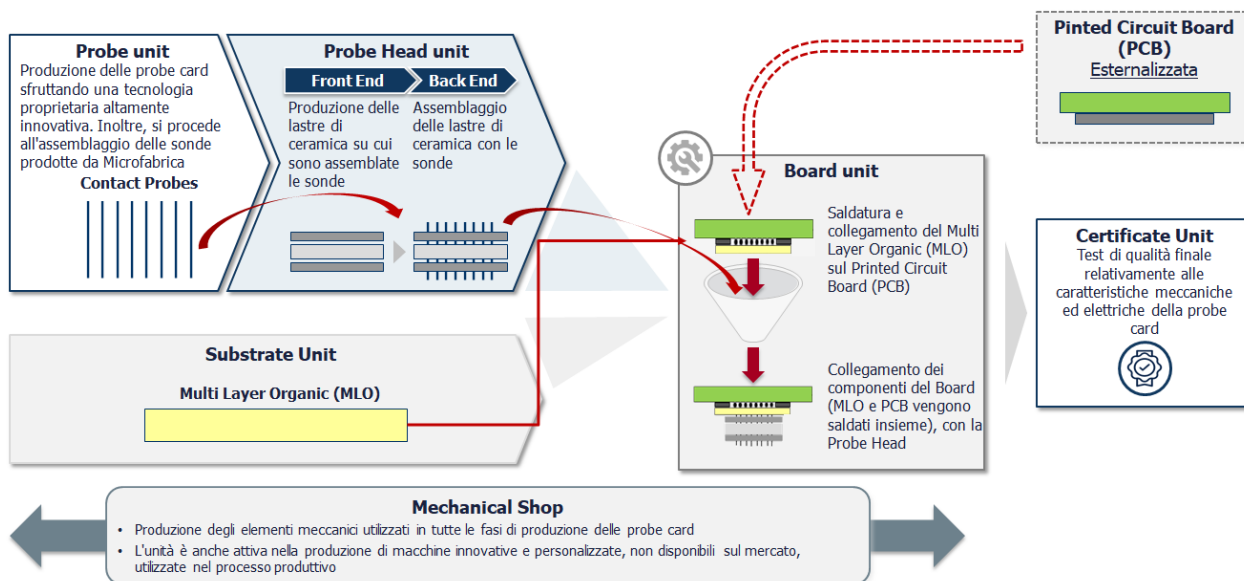 Probe unit
Produzione delle probe card
sfruttando una tecnologia
proprietaria altamente
innovativa. Inoltre, si procede
all'assemblaggio delle sonde
prodotte da Microfabrica
Contact Probes
Probe Head unit
Front End
Back End
Produzione delle
lastre di
ceramica su cui
sono assemblate
le sonde
Assemblaggio
delle lastre di
ceramica con le
sonde
Pinted Circuit Board
(PCB)
Esternalizzata
Substrate Unit
Multi Layer Organic (MLO)
Board unit
Saldatura e
collegamento del Multi
Layer Organic (MLO)
sul Printed Circuit
Board (PCB)
Collegamento dei
componenti del Board
(MLO e PCB vengono
saldati insieme), con la
Probe Head
Certificate Unit
Test di qualità finale
relativamente alle
caratteristiche meccaniche
ed elettriche della probe
card
Mechanical Shop
• Produzione degli elementi meccanici utilizzati in tutte le fasi di produzione delle probe card
• L'unità è anche attiva nella produzione di macchine innovative e personalizzate, non disponibili sul mercato,
utilizzate nel processo produttivo